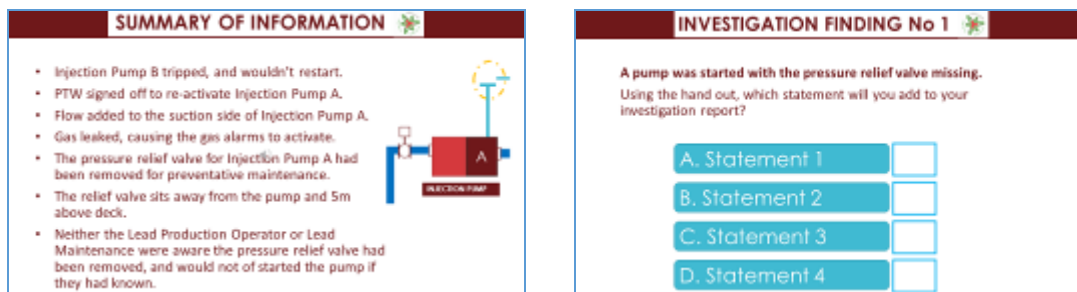 SUMMARY OF INFORMATION
• Injection Pump B tripped, and wouldn't restart.
• PTW signed off to re-activate Injection Pump A.
• Flow added to the suction side of Injection Pump A.
• Gas leaked, causing the gas alarms to activate.
• The pressure relief valve for Injection Pump A had
been removed for preventative maintenance.
• The relief valve sits away from the pump and 5m
above deck.
• Neither the Lead Production Operator or Lead
Maintenance were aware the pressure relief valve had
been removed, and would not of started the pump if
they had known.
A
INJECTION PUMP
INVESTIGATION FINDING No 1
A pump was started with the pressure relief valve missing.
Using the hand out, which statement will you add to your
investigation report?
A. Statement 1
B. Statement 2
C. Statement 3
D. Statement 4